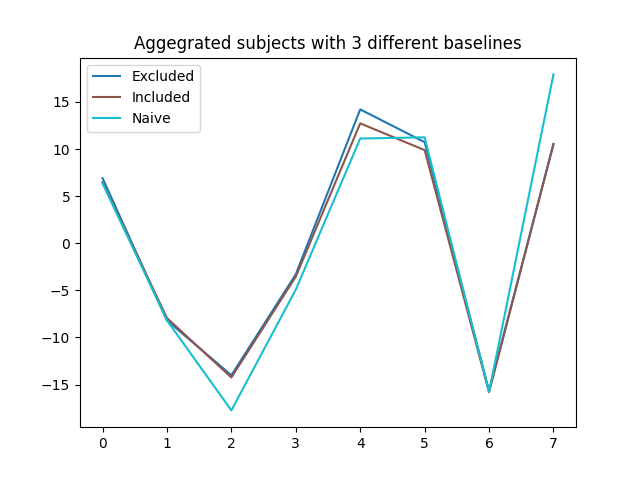 Aggegrated subjects with 3 different baselines
Excluded
Included
Naive
15
10
5
0
−5
−10
−15
0 1 2 3 4 5 6 7